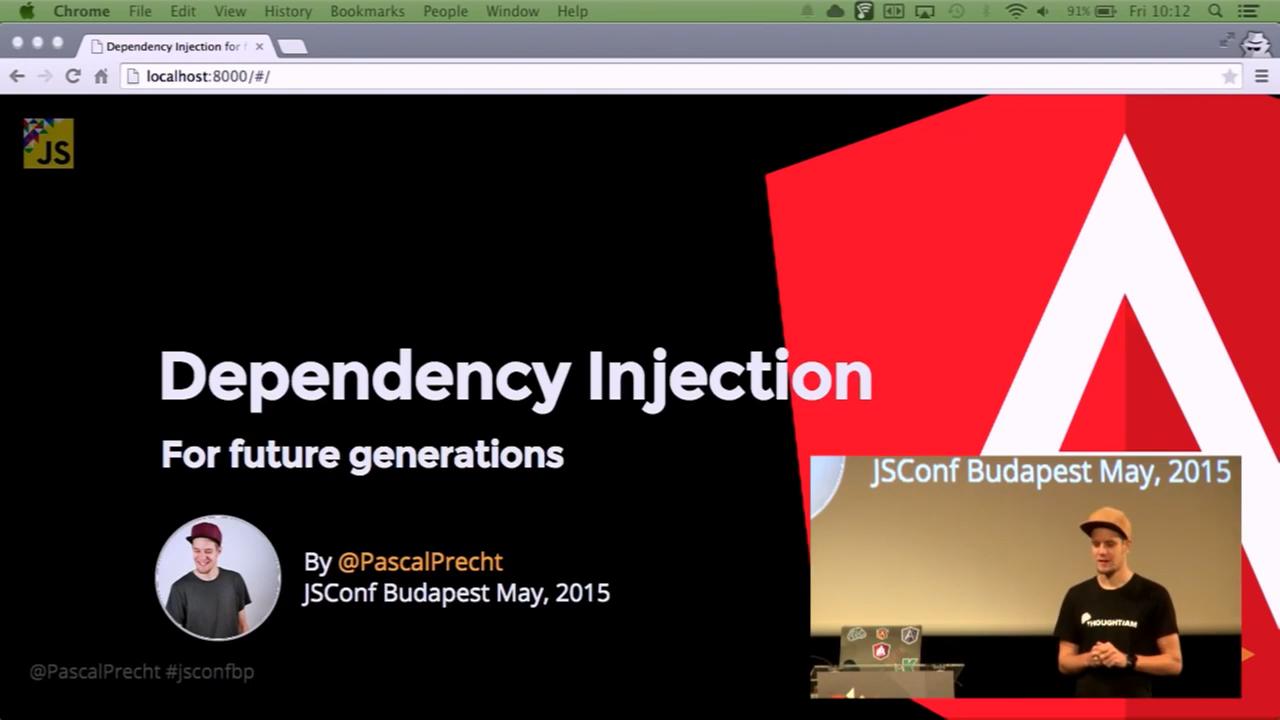 Chrome File Edit View History Bookmarks People Window Help 91% Fri 10:12
Dependency Injection for f
localhost:8000/#/
JS
Dependency Injection
For future generations
By @PascalPrecht
JSConf Budapest May, 2015
@PascalPrecht #jsconfbp
JSConf Budapest May, 2015
THOUGHTRAM